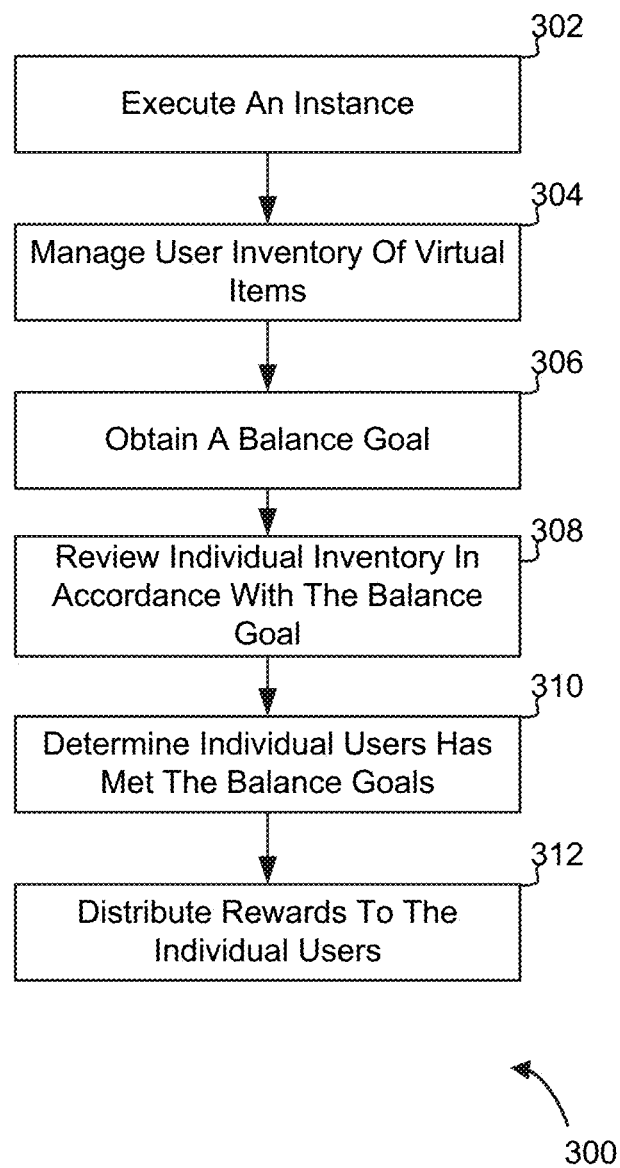 302
Execute An Instance
304
Manage User Inventory Of Virtual
Items
306
Obtain A Balance Goal
308
Review Individual Inventory In
Accordance With The Balance
Goal
310
Determine Individual Users Has
Met The Balance Goals
312
Distribute Rewards To The
Individual Users
300